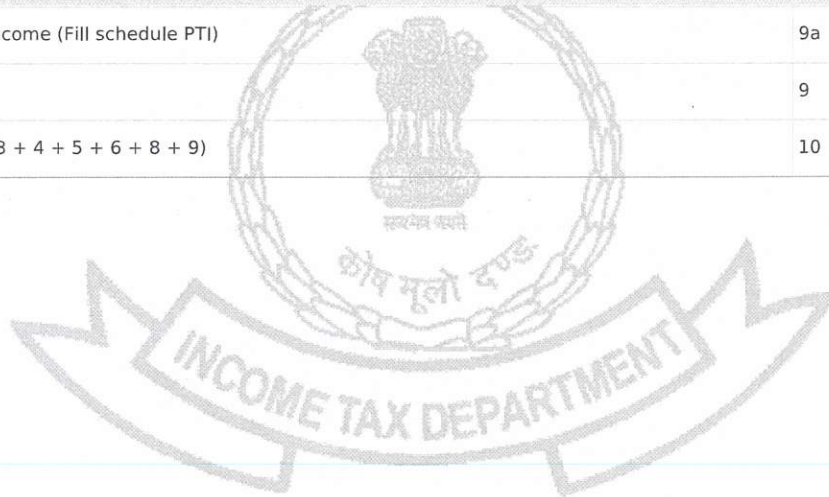 come (Fill schedule PTI) 9a
9
3 + 4 + 5 + 6 + 8 + 9) 10
सत्यमेव जयते
कोष मूलो दण्डः
INCOME TAX DEPARTMENT